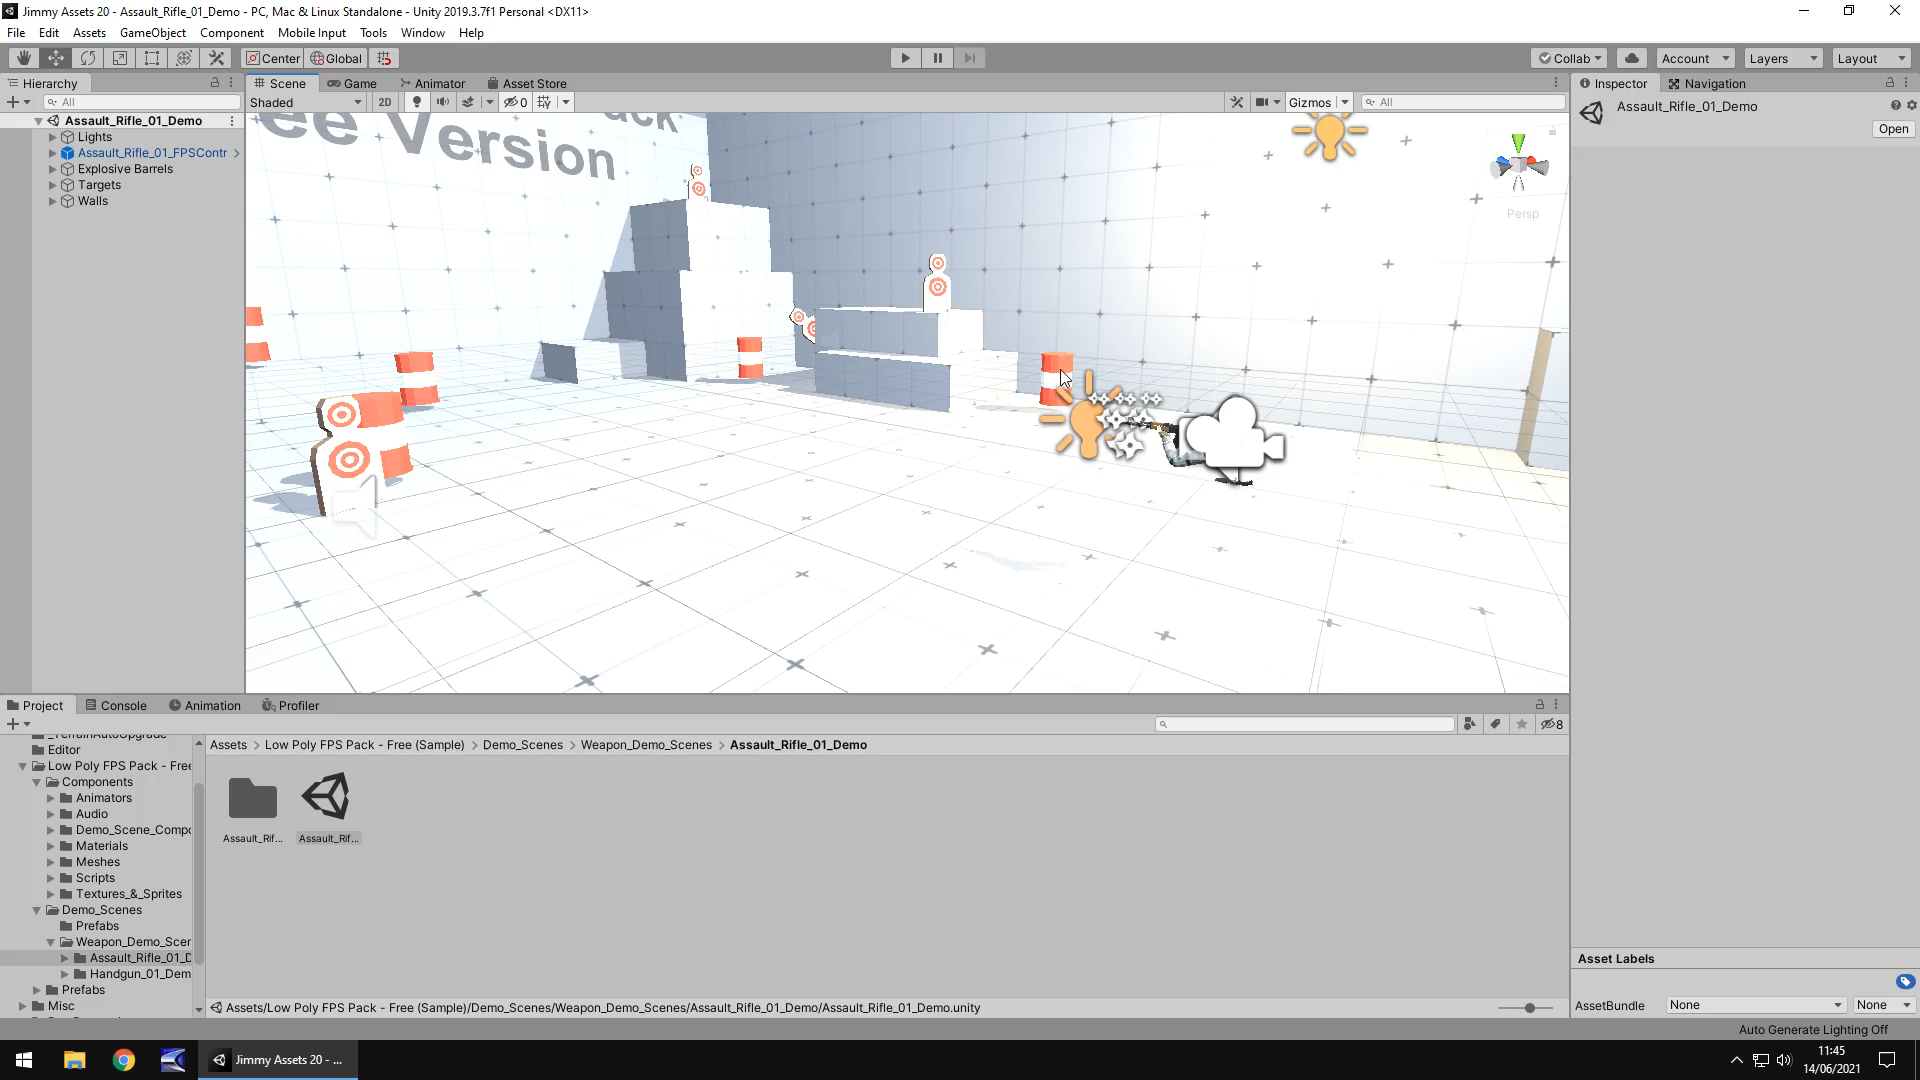 Jimmy Assets 20 - Assault_Rifle_01_Demo - PC, Mac & Linux Standalone - Unity 2019.3.7f1 Personal <DX11>
File Edit Assets GameObject Component Mobile Input Tools Window Help
Center Global Collab Account Layers Layout
Hierarchy Scene Game Animator Asset Store Inspector Navigation
All Shaded 2D 0 Gizmos All
Assault_Rifle_01_Demo
Lights
Assault_Rifle_01_FPSContr
Explosive Barrels
Targets
Walls
ee Version
Persp
Assault_Rifle_01_Demo
Open
Project Console Animation Profiler
8
Editor
Low Poly FPS Pack - Free
Components
Animators
Audio
Demo_Scene_Compo
Materials
Meshes
Scripts
Textures_&_Sprites
Demo_Scenes
Prefabs
Weapon_Demo_Scer
Assault_Rifle_01_D
Handgun_01_Dem
Prefabs
Misc
Assets > Low Poly FPS Pack - Free (Sample) > Demo_Scenes > Weapon_Demo_Scenes > Assault_Rifle_01_Demo
Assault_Rif... Assault_Rif...
Assets/Low Poly FPS Pack - Free (Sample)/Demo_Scenes/Weapon_Demo_Scenes/Assault_Rifle_01_Demo/Assault_Rifle_01_Demo.unity
Asset Labels
AssetBundle None None
Auto Generate Lighting Off
Jimmy Assets 20 - ...
11:45
14/06/2021